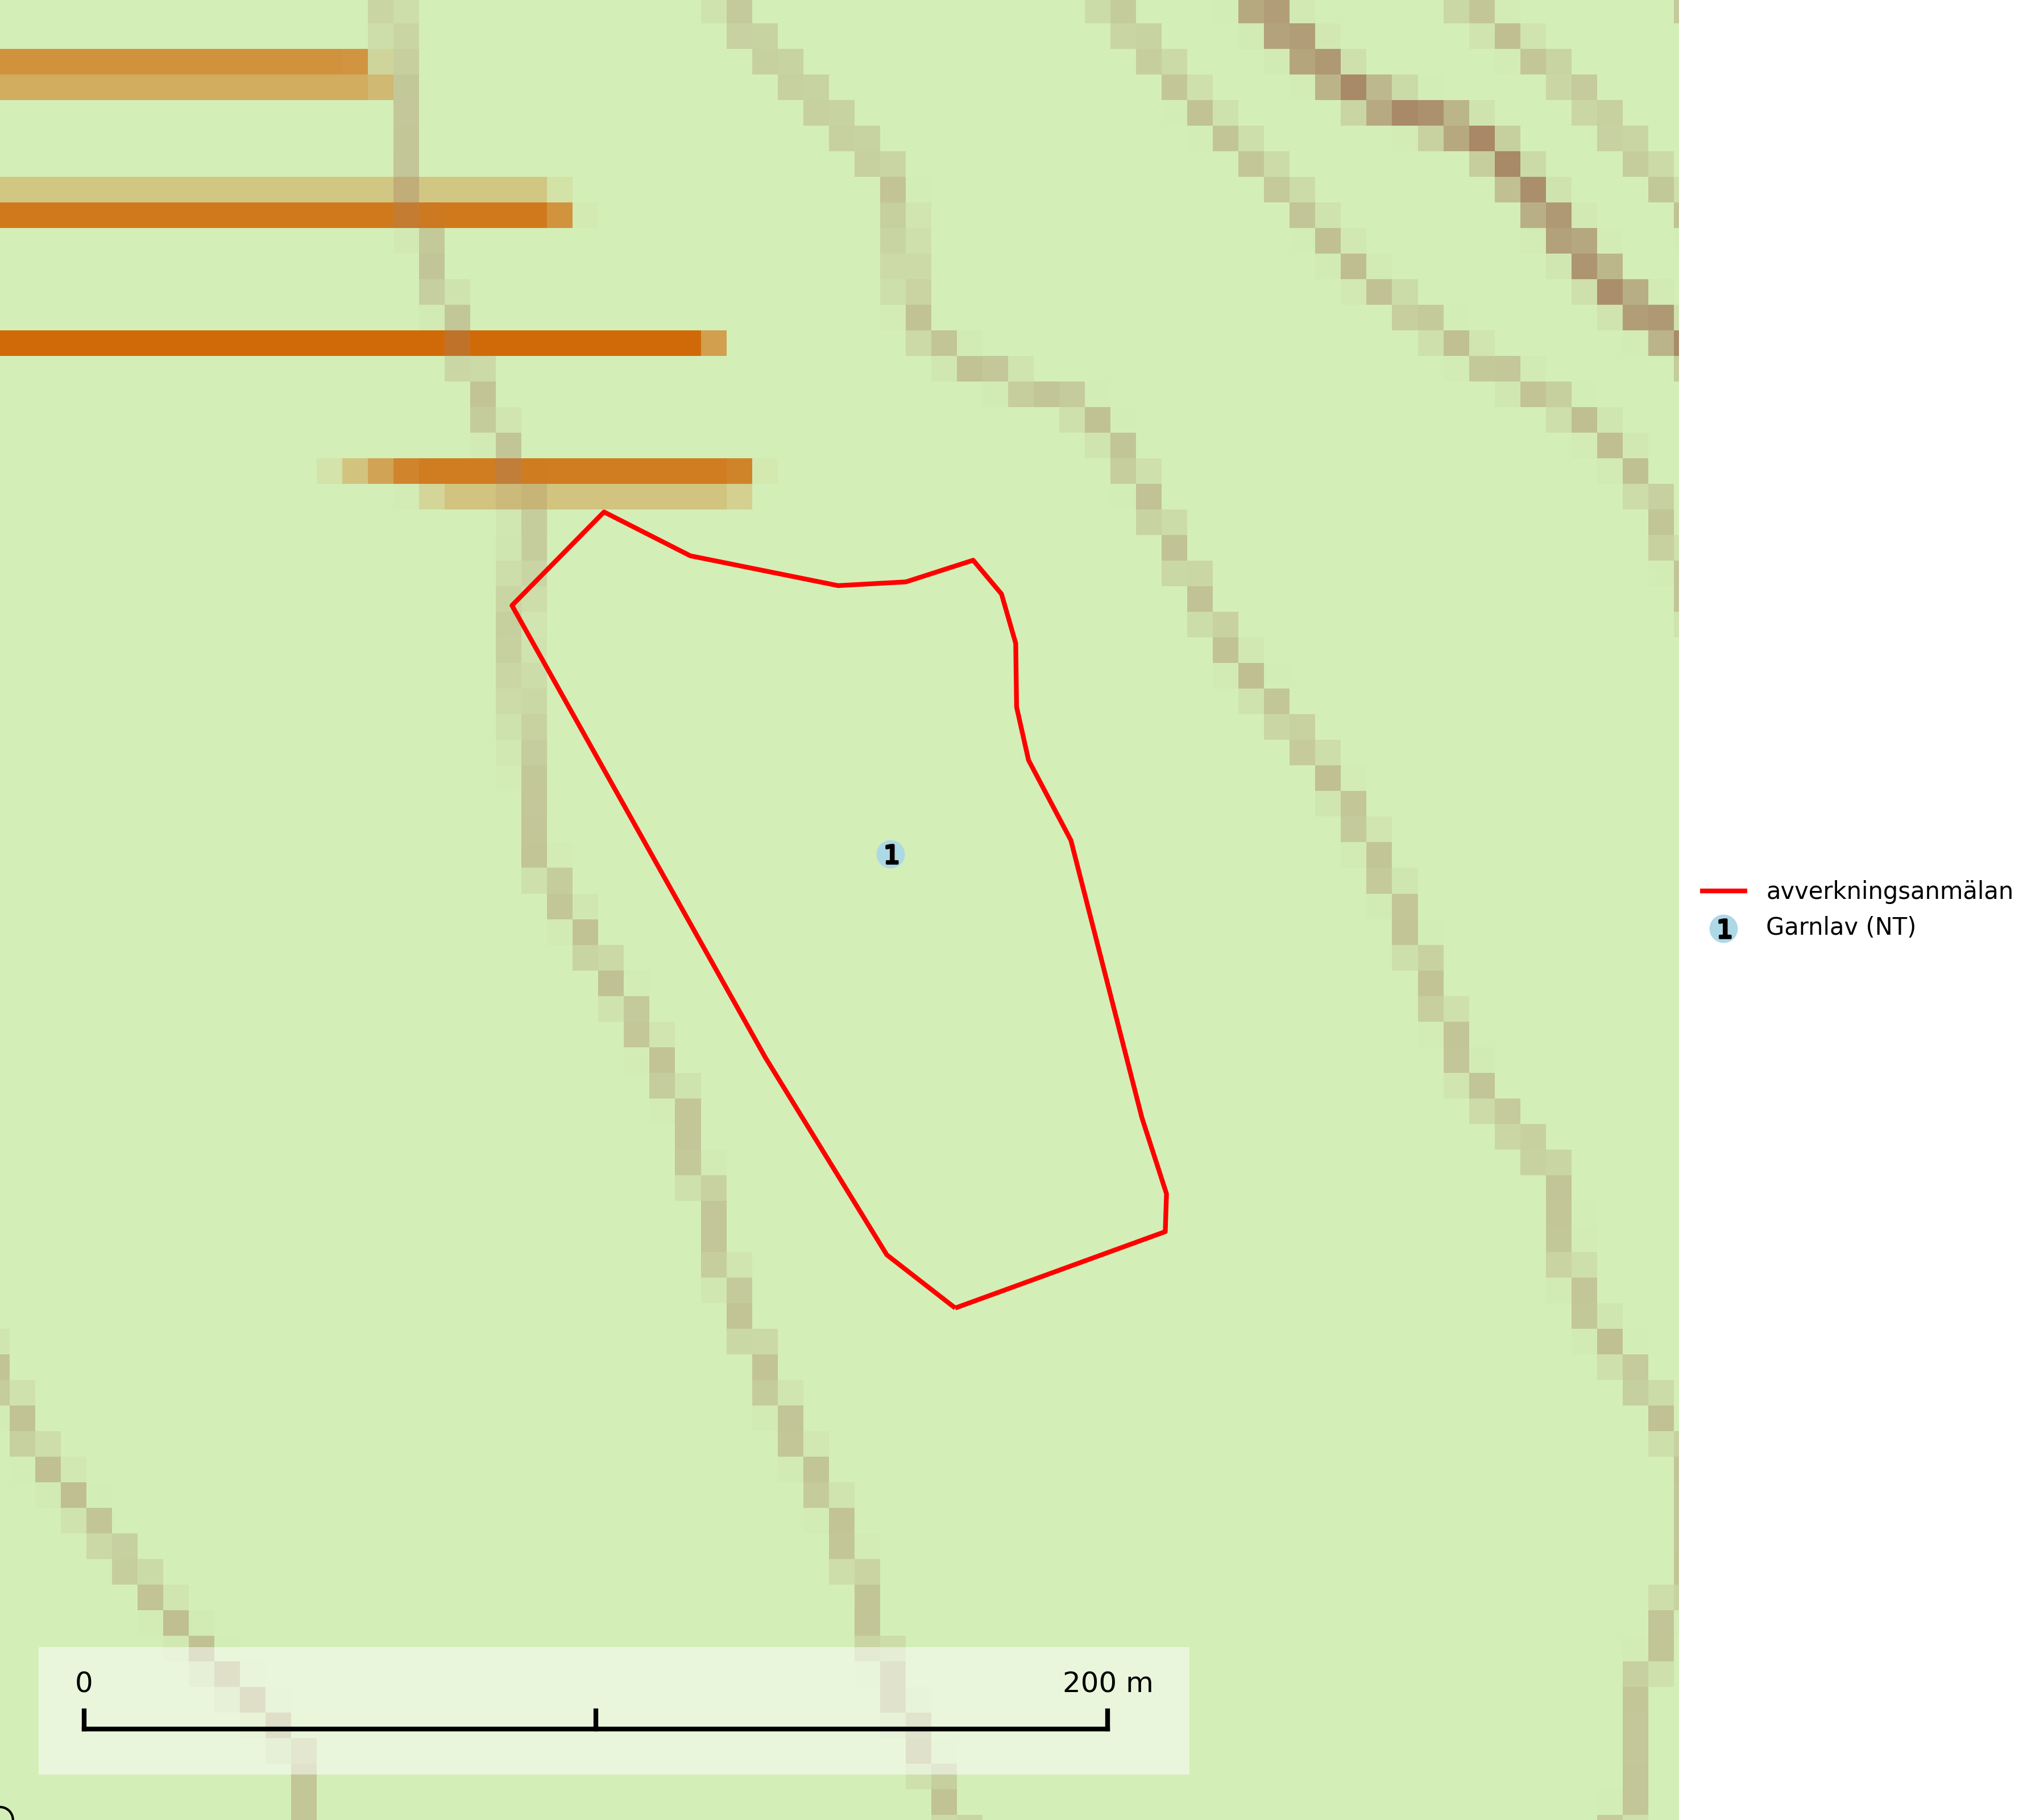 1
avverkningsanmälan
1 Garnlav (NT)
0 200 m